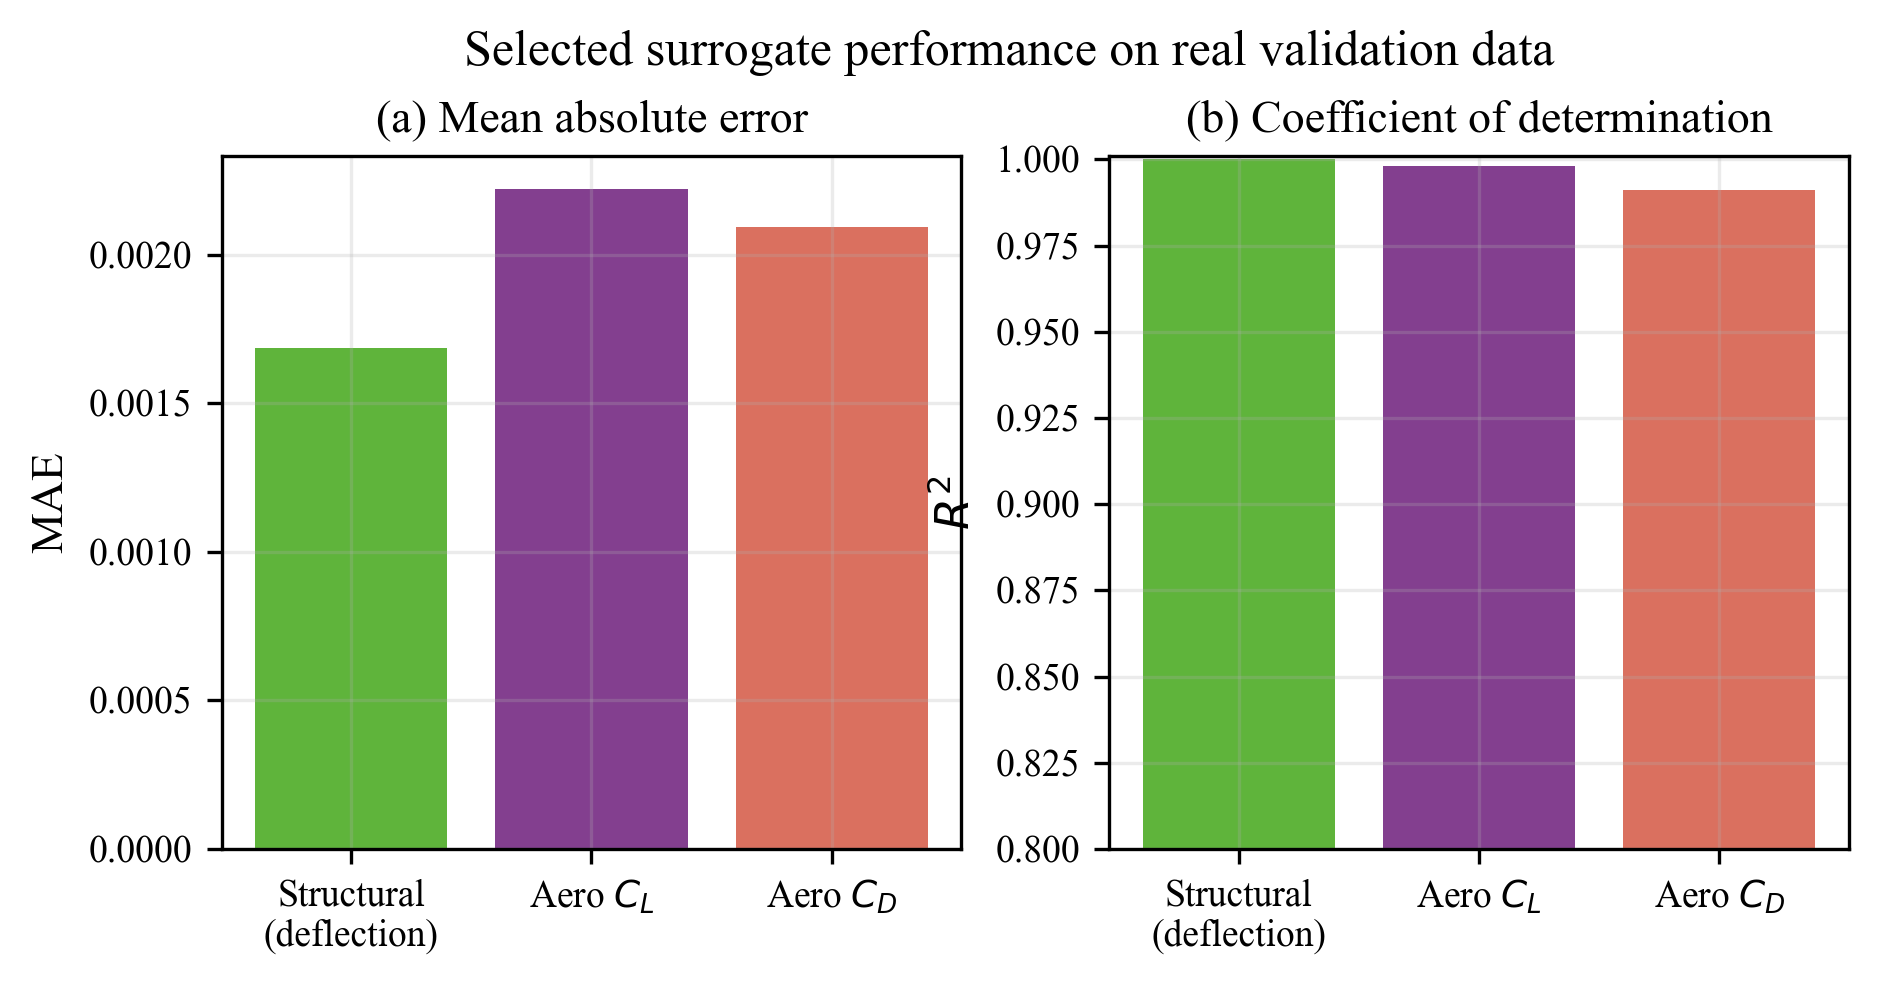 Selected surrogate performance on real validation data
(a) Mean absolute error
MAE
0.0020
0.0015
0.0010
0.0005
0.0000
Structural
(deflection)
Aero C_L
Aero C_D
(b) Coefficient of determination
R²
1.000
0.975
0.950
0.925
0.900
0.875
0.850
0.825
0.800
Structural
(deflection)
Aero C_L
Aero C_D